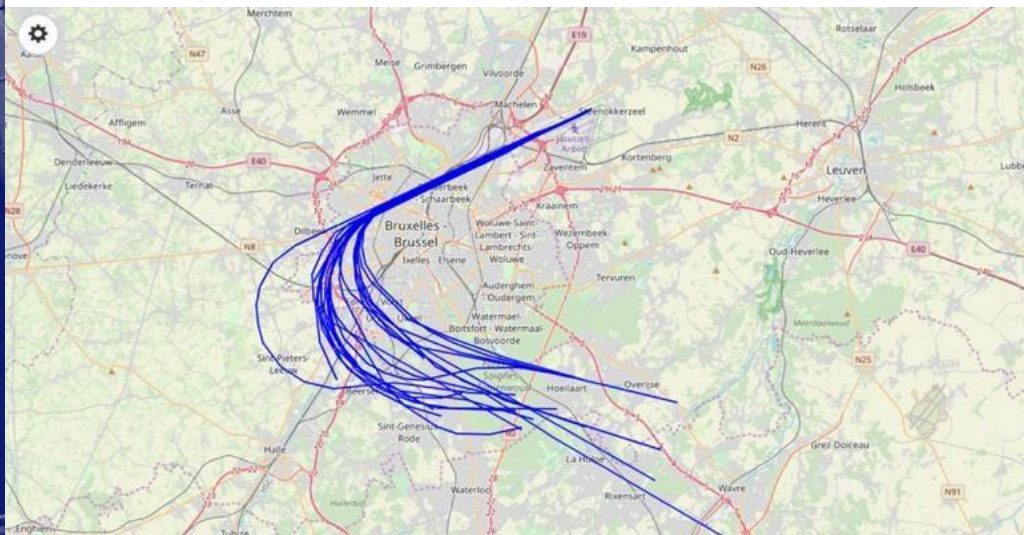 Merchtem
E19
Rotselaar
N47
Meise
Grimbergen
Kampenhout
Vilvoorde
N26
Holsbeek
Asse
Wemmel
Machelen
Affligem
Herent
N2
Denderleeuw
E40
Zaventem
Kortenberg
Leuven
Liedekerke
Ternat
Jette
Schaarbeek
Heverlee
N28
Kraainem
Dilbeek
Bruxelles -
Brussel
Woluwe-Saint-
Lambert - Sint-
Lambrechts-
Woluwe
Wezembeek-
Oppem
N8
Ixelles - Elsene
Oud-Heverlee
E40
Tervuren
Auderghem
- Oudergem
Watermael-
Boitsfort - Watermaal-
Bosvoorde
Meerdaalwoud
Sint-Pieters-
Leeuw
N25
Hoeilaart
Overijse
Sint-Genesius-
Rode
Halle
Grez-Doiceau
La Hulpe
Waterloo
Rixensart
Wavre
N91
Hallerbos
Enghien
Tubize